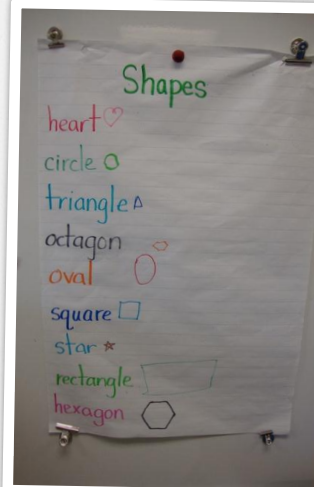 Shapes
heart
circle
triangle
octagon
oval
square
star
rectangle
hexagon